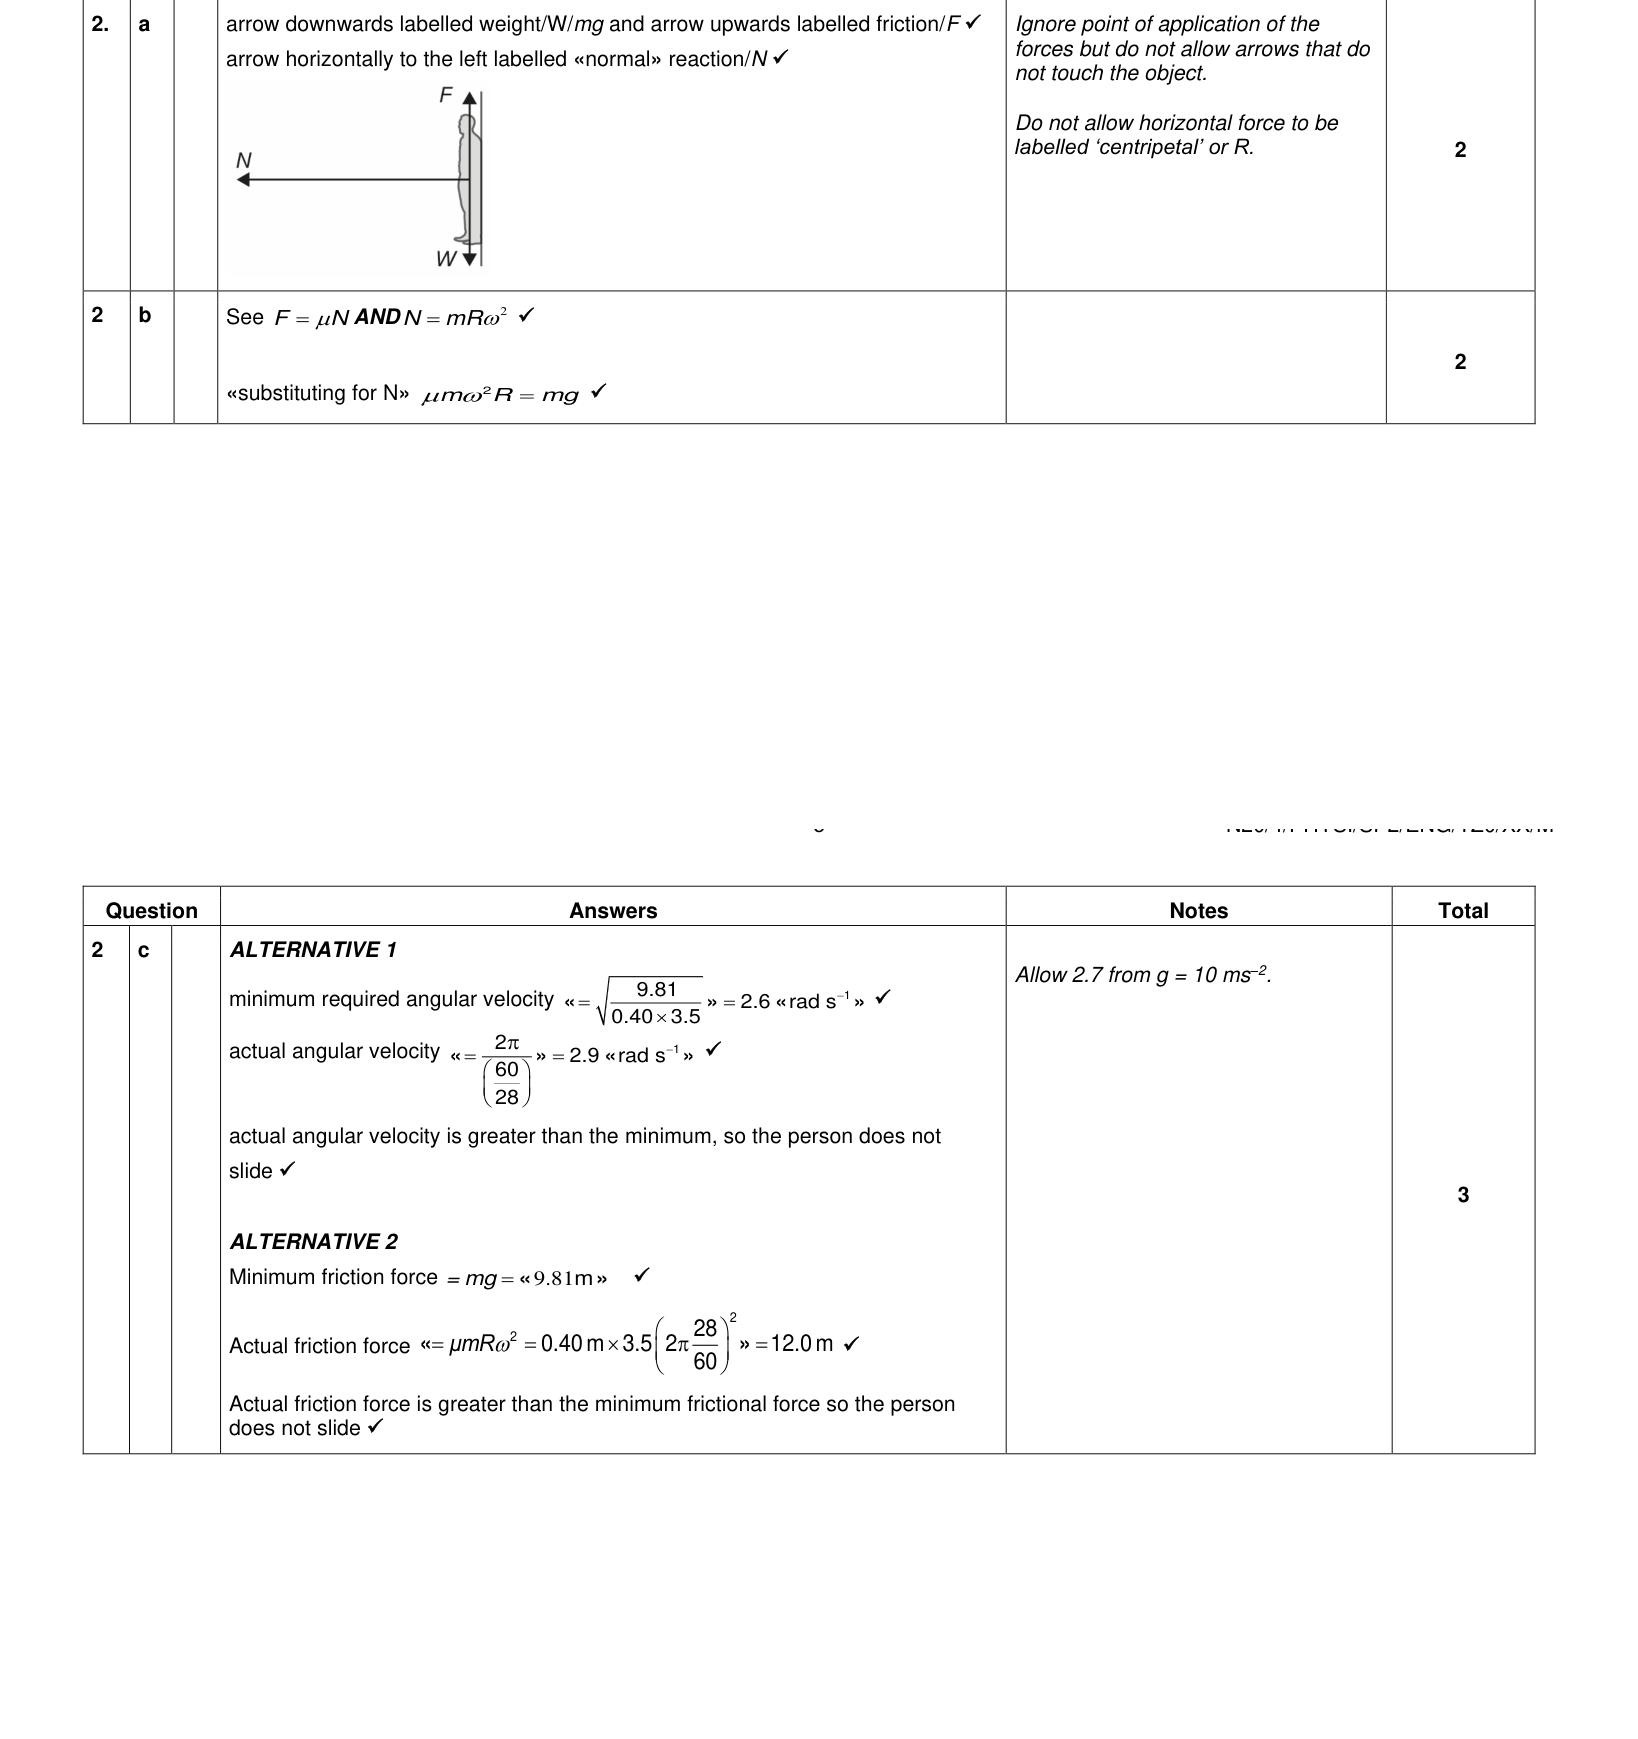 2. a arrow downwards labelled weight/W/mg and arrow upwards labelled friction/F ✓
arrow horizontally to the left labelled «normal» reaction/N ✓
F
N
W
Ignore point of application of the
forces but do not allow arrows that do
not touch the object.
Do not allow horizontal force to be
labelled ‘centripetal’ or R.
2
2 b See F = μN AND N = mRω² ✓
«substituting for N» μmω²R = mg ✓
2
Question Answers Notes Total
2 c ALTERNATIVE 1
minimum required angular velocity «= √(9.81 / (0.40 × 3.5)) » = 2.6 «rad s⁻¹» ✓
actual angular velocity «= 2π / (60/28) » = 2.9 «rad s⁻¹» ✓
actual angular velocity is greater than the minimum, so the person does not
slide ✓
ALTERNATIVE 2
Minimum friction force = mg = «9.81m» ✓
Actual friction force «= μmRω² = 0.40 m × 3.5 (2π 28/60)² » = 12.0 m ✓
Actual friction force is greater than the minimum frictional force so the person
does not slide ✓
Allow 2.7 from g = 10 ms⁻².
3